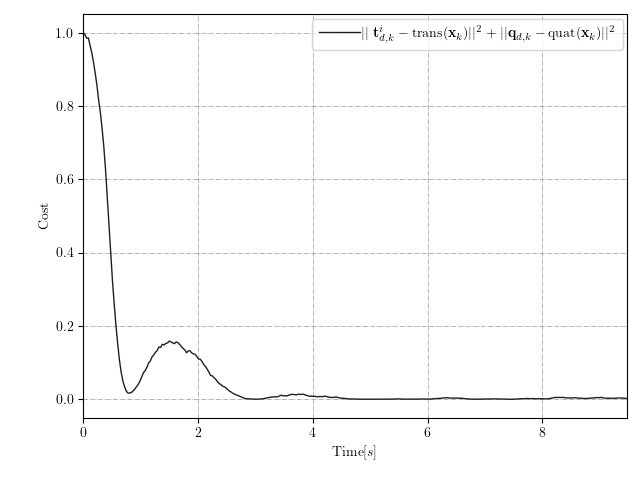 || t^i_{d,k} − trans(x_k)||² + ||q_{d,k} − quat(x_k)||²
1.0
0.8
0.6
0.4
0.2
0.0
Cost
0 2 4 6 8
Time[s]